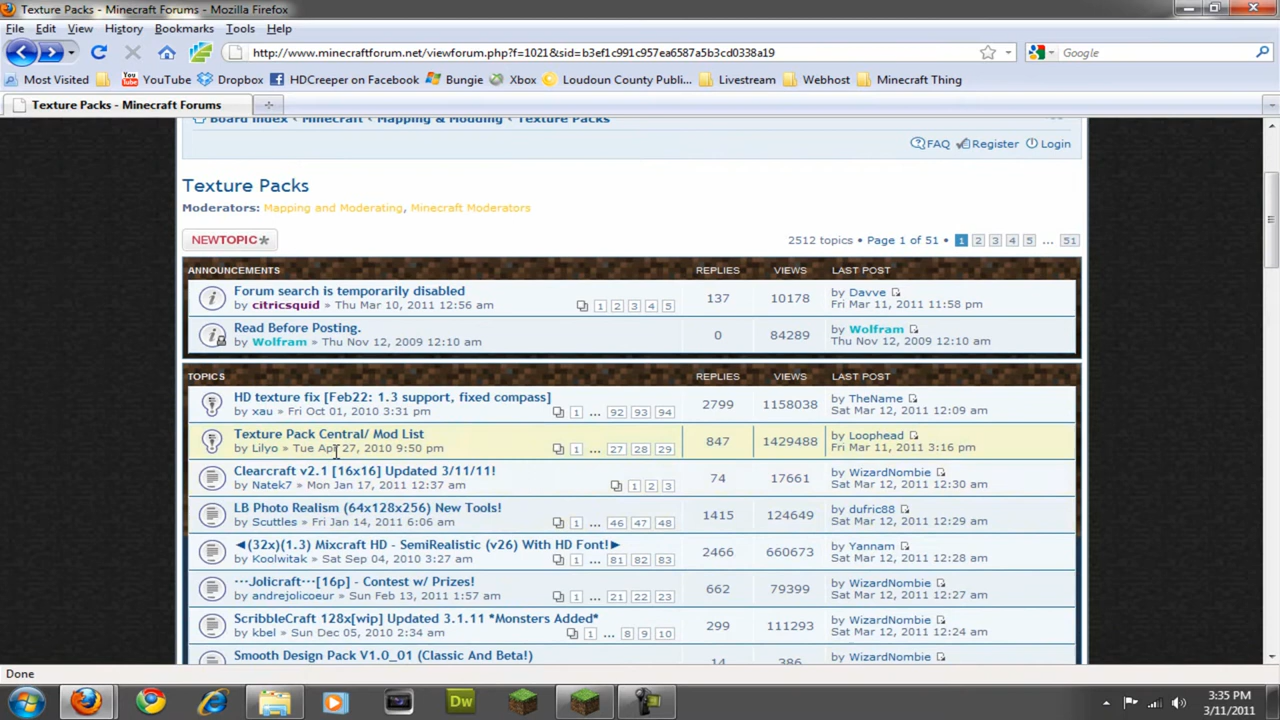 Texture Packs - Minecraft Forums - Mozilla Firefox
File Edit View History Bookmarks Tools Help
http://www.minecraftforum.net/viewforum.php?f=1021&sid=b3ef1c991c957ea6587a5b3cd0338a19
Google
Most Visited YouTube Dropbox HDCreeper on Facebook Bungie Xbox Loudoun County Publi... Livestream Webhost Minecraft Thing
Texture Packs - Minecraft Forums
Board index ‹ Minecraft ‹ Mapping & Modding ‹ Texture Packs
FAQ Register Login
Texture Packs
Moderators: Mapping and Moderating, Minecraft Moderators
NEWTOPIC* 2512 topics • Page 1 of 51 • 1 2 3 4 5 ... 51
ANNOUNCEMENTS REPLIES VIEWS LAST POST
Forum search is temporarily disabled
by citricsquid » Thu Mar 10, 2011 12:56 am 1 2 3 4 5 137 10178 by Davve
Fri Mar 11, 2011 11:58 pm
Read Before Posting.
by Wolfram » Thu Nov 12, 2009 12:10 am 0 84289 by Wolfram
Thu Nov 12, 2009 12:10 am
TOPICS REPLIES VIEWS LAST POST
HD texture fix [Feb22: 1.3 support, fixed compass]
by xau » Fri Oct 01, 2010 3:31 pm 1 ... 92 93 94 2799 1158038 by TheName
Sat Mar 12, 2011 12:09 am
Texture Pack Central/ Mod List
by Lilyo » Tue Apr 27, 2010 9:50 pm 1 ... 27 28 29 847 1429488 by Loophead
Fri Mar 11, 2011 3:16 pm
Clearcraft v2.1 [16x16] Updated 3/11/11!
by Natek7 » Mon Jan 17, 2011 12:37 am 1 2 3 74 17661 by WizardNombie
Sat Mar 12, 2011 12:30 am
LB Photo Realism (64x128x256) New Tools!
by Scuttles » Fri Jan 14, 2011 6:06 am 1 ... 46 47 48 1415 124649 by dufric88
Sat Mar 12, 2011 12:29 am
◄(32x)(1.3) Mixcraft HD - SemiRealistic (v26) With HD Font!►
by Koolwitak » Sat Sep 04, 2010 3:27 am 1 ... 81 82 83 2466 660673 by Yannam
Sat Mar 12, 2011 12:28 am
···Jolicraft···[16p] - Contest w/ Prizes!
by andrejolicoeur » Sun Feb 13, 2011 1:57 am 1 ... 21 22 23 662 79399 by WizardNombie
Sat Mar 12, 2011 12:27 am
ScribbleCraft 128x[wip] Updated 3.1.11 *Monsters Added*
by kbel » Sun Dec 05, 2010 2:34 am 1 ... 8 9 10 299 111293 by WizardNombie
Sat Mar 12, 2011 12:24 am
Smooth Design Pack V1.0_01 (Classic And Beta!) 14 386 by WizardNombie
Done
Dw
3:35 PM
3/11/2011